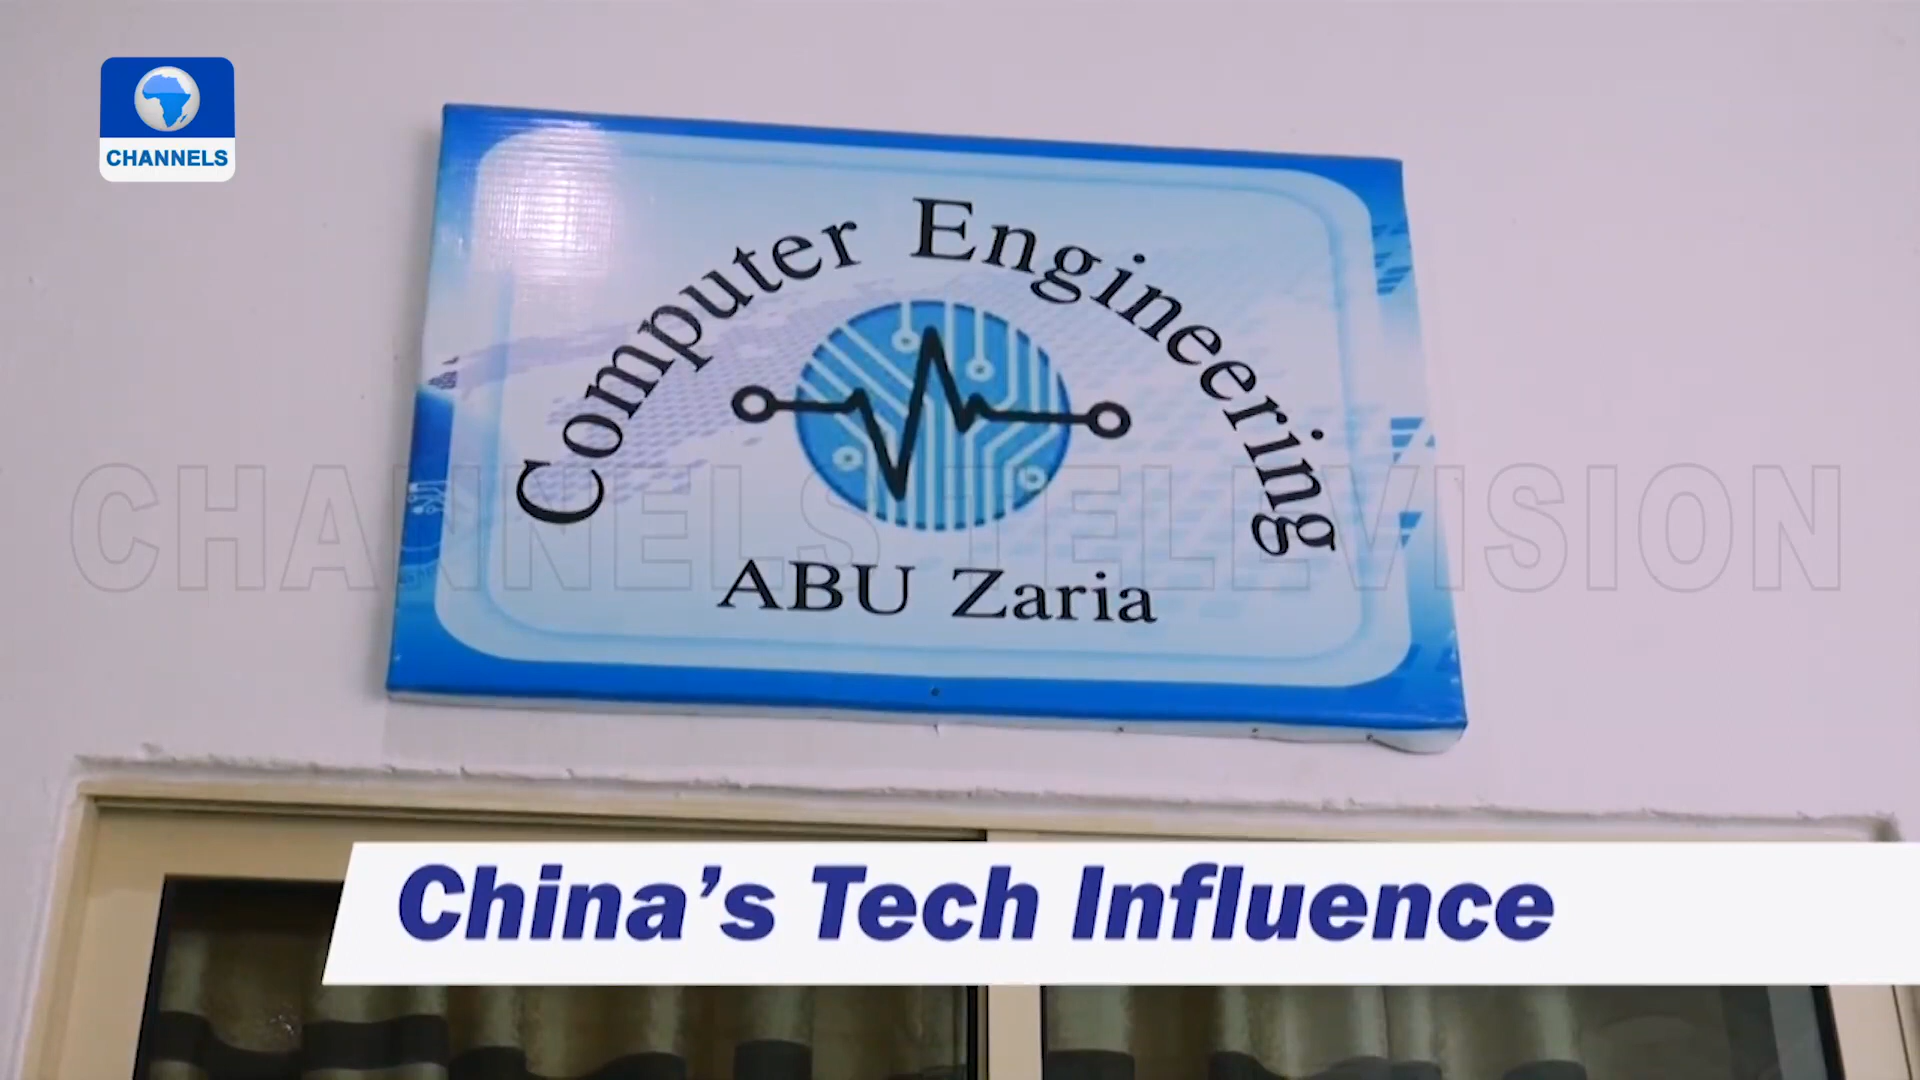 CHANNELS
Computer Engineering
ABU Zaria
CHANNELS TELEVISION
China's Tech Influence